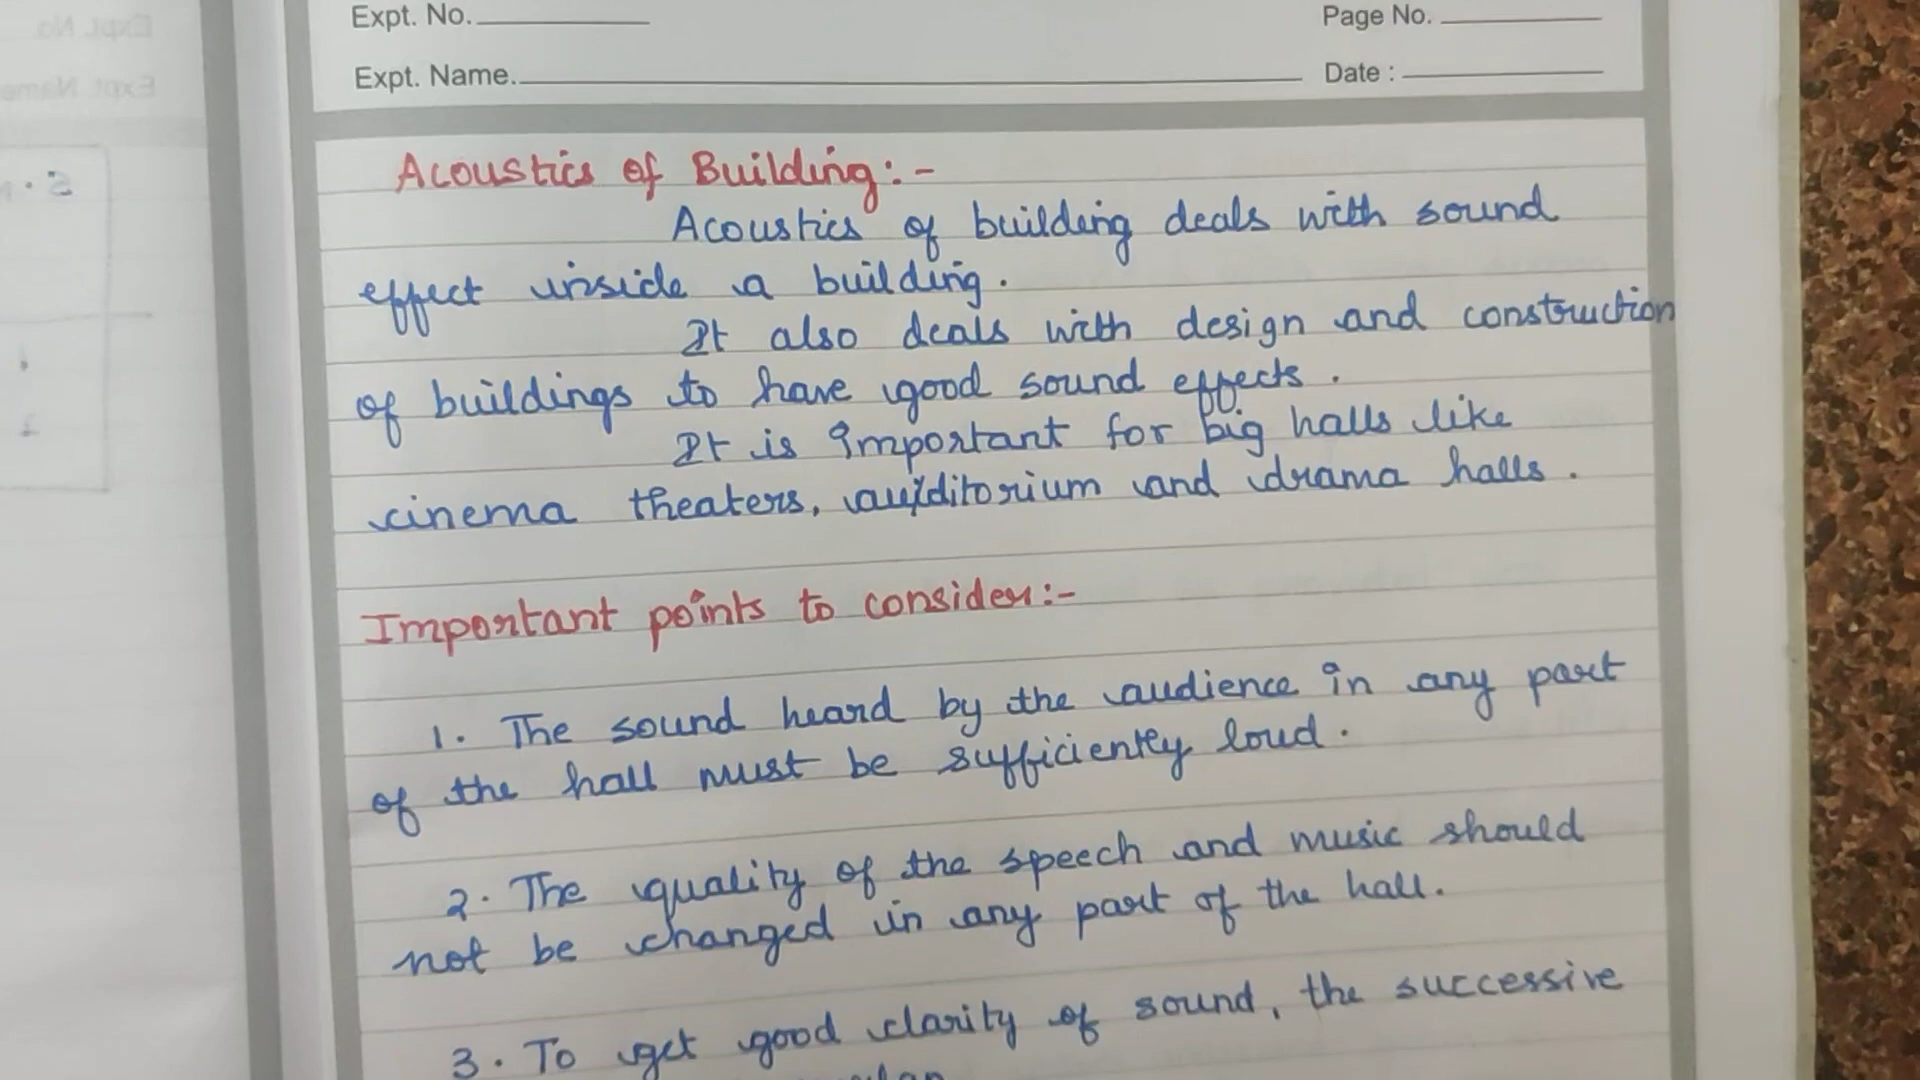 Expt. No.
Page No.
Expt. Name.
Date :
Acoustics of Building:-
Acoustics of building deals with sound
effect inside a building.
It also deals with design and construction
of buildings to have good sound effects.
It is important for big halls like
cinema theaters, auditorium and drama halls.
Important points to consider:-
1. The sound heard by the audience in any part
of the hall must be sufficiently loud.
2. The quality of the speech and music should
not be changed in any part of the hall.
3. To get good clarity of sound, the successive